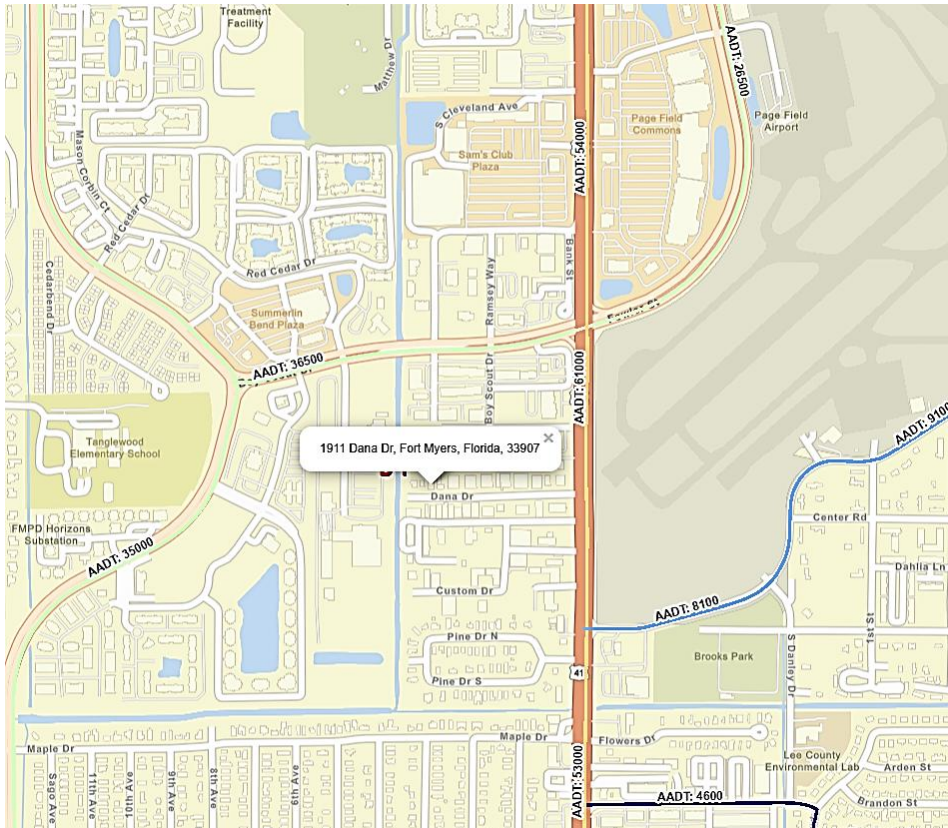 Treatment
Facility
Matthew Dr
AADT: 26500
S Cleveland Ave
Page Field
Commons
Page Field
Airport
AADT: 54000
Sam's Club
Plaza
Mason Corbin Ct
Red Cedar Dr
Red Cedar Dr
Cedarbend Dr
Ramsey Way
Bank St
Summerlin
Bend Plaza
Fowler St
AADT: 36500
AADT: 61000
Boy Scout Dr
AADT: 9100
Tanglewood
Elementary School
1911 Dana Dr, Fort Myers, Florida, 33907
Dana Dr
Center Rd
FMPD Horizons
Substation
AADT: 35000
Dahlia Ln
Custom Dr
AADT: 8100
1st St
Pine Dr N
S Danley Dr
Brooks Park
41
Pine Dr S
Maple Dr
Maple Dr
Flowers Dr
Lee County
Environmental Lab
Arden St
Sago Ave
11th Ave
10th Ave
9th Ave
8th Ave
6th Ave
AADT: 53000
AADT: 4600
Brandon St